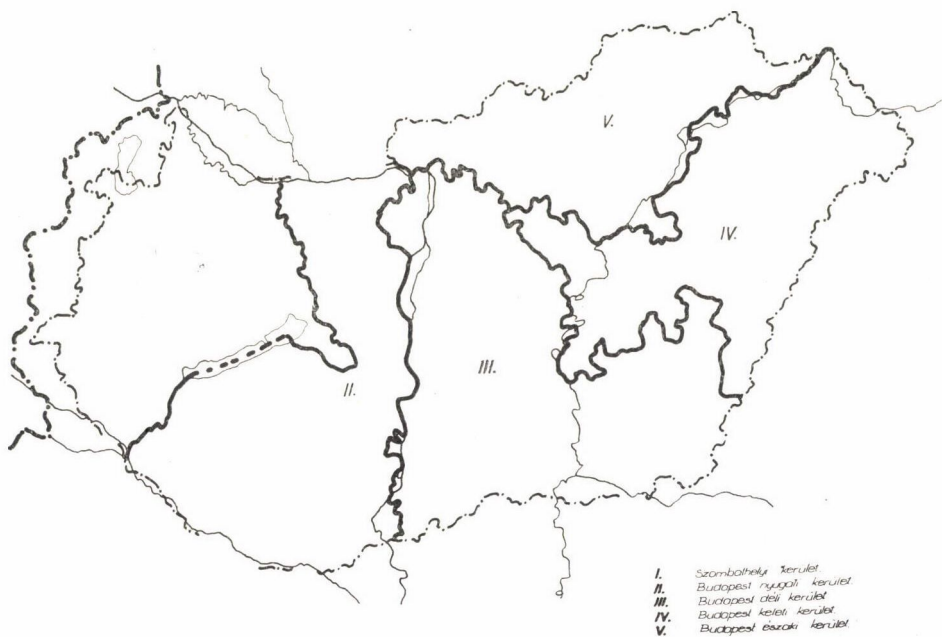 V.
IV.
III.
II.
I. Szombathelyi kerület.
II. Budapest nyugati kerület.
III. Budapest déli kerület
IV. Budapest keleti kerület.
V. Budapest északi kerület.